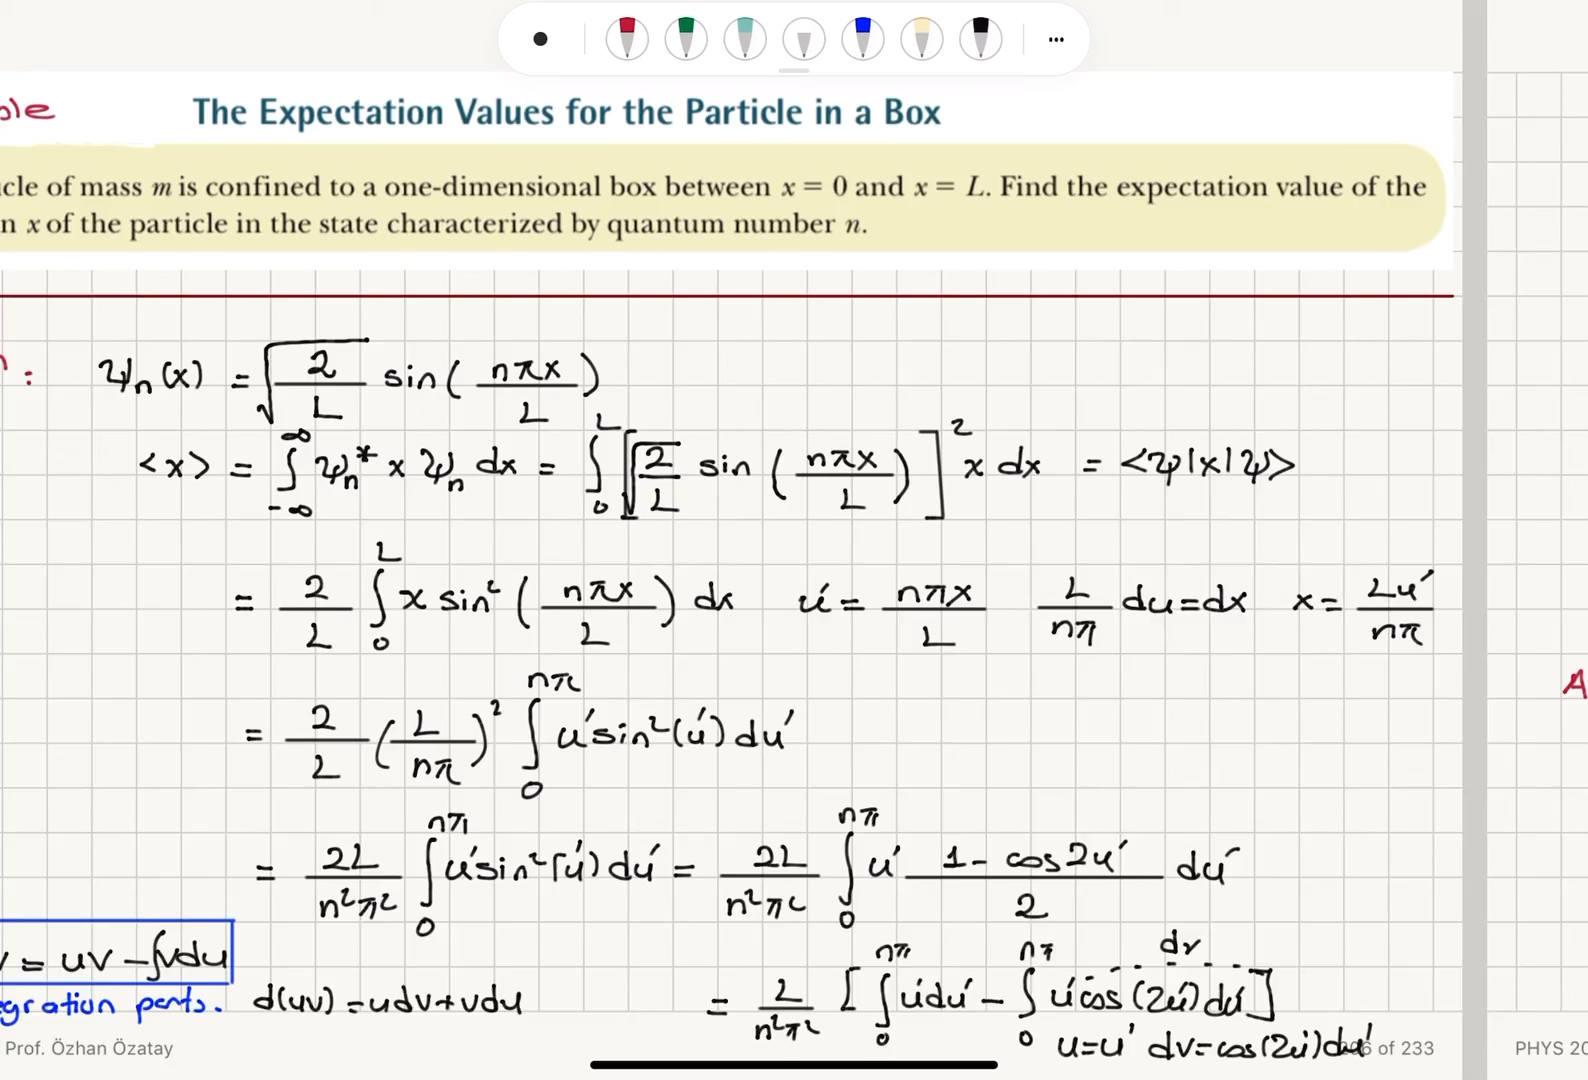 ple The Expectation Values for the Particle in a Box
cle of mass m is confined to a one-dimensional box between x = 0 and x = L. Find the expectation value of the
n x of the particle in the state characterized by quantum number n.
: ψn(x) = √(2/L) sin(nπx/L)
<x> = ∫_{-∞}^{∞} ψn* x ψn dx = ∫_0^L [√(2/L) sin(nπx/L)]² x dx = <ψ|x|ψ>
= 2/L ∫_0^L x sin²(nπx/L) dx u' = nπx/L L/nπ du = dx x = Lu'/nπ
= 2/L (L/nπ)² ∫_0^{nπ} u' sin²(u') du'
= 2L/n²π² ∫_0^{nπ} u' sin²(u') du' = 2L/n²π² ∫_0^{nπ} u' (1 - cos2u')/2 du'
v = uv - ∫vdu
gration parts. d(uv) = udv + vdu = L/n²π² [∫_0^{nπ} u'du' - ∫_0^{nπ} u'cos(2u')du']
dv
u=u' dv=cos(2u')du'
Prof. Özhan Özatay
6 of 233
PHYS 20
A